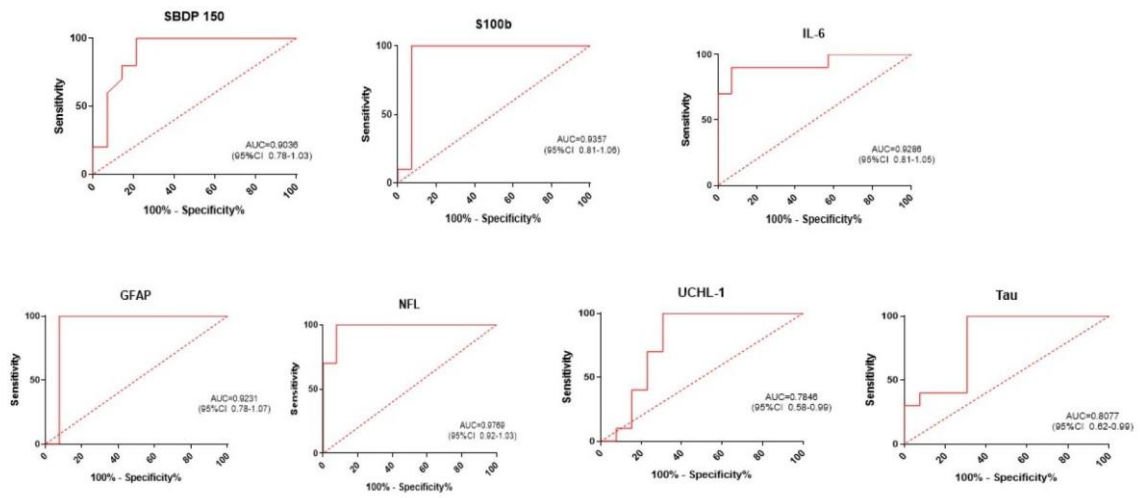 SBDP 150
Sensitivity
100
50
0
0 20 40 60 80 100
AUC=0.9036
(95%CI 0.78-1.03)
100% - Specificity%
S100b
Sensitivity
100
50
0
0 20 40 60 80 100
AUC=0.9357
(95%CI 0.81-1.06)
100% - Specificity%
IL-6
Sensitivity
100
50
0
0 20 40 60 80 100
AUC=0.9286
(95%CI 0.81-1.05)
100% - Specificity%
GFAP
Sensitivity
100
50
0
0 20 40 60 80 100
AUC=0.9231
(95%CI 0.78-1.07)
100% - Specificity%
NFL
Sensitivity
100
50
0
0 20 40 60 80 100
AUC=0.9769
(95%CI 0.92-1.03)
100% - Specificity%
UCHL-1
Sensitivity
100
50
0
0 20 40 60 80 100
AUC=0.7846
(95%CI 0.58-0.99)
100% - Specificity%
Tau
Sensitivity
100
50
0
0 20 40 60 80 100
AUC=0.8077
(95%CI 0.62-0.99)
100% - Specificity%